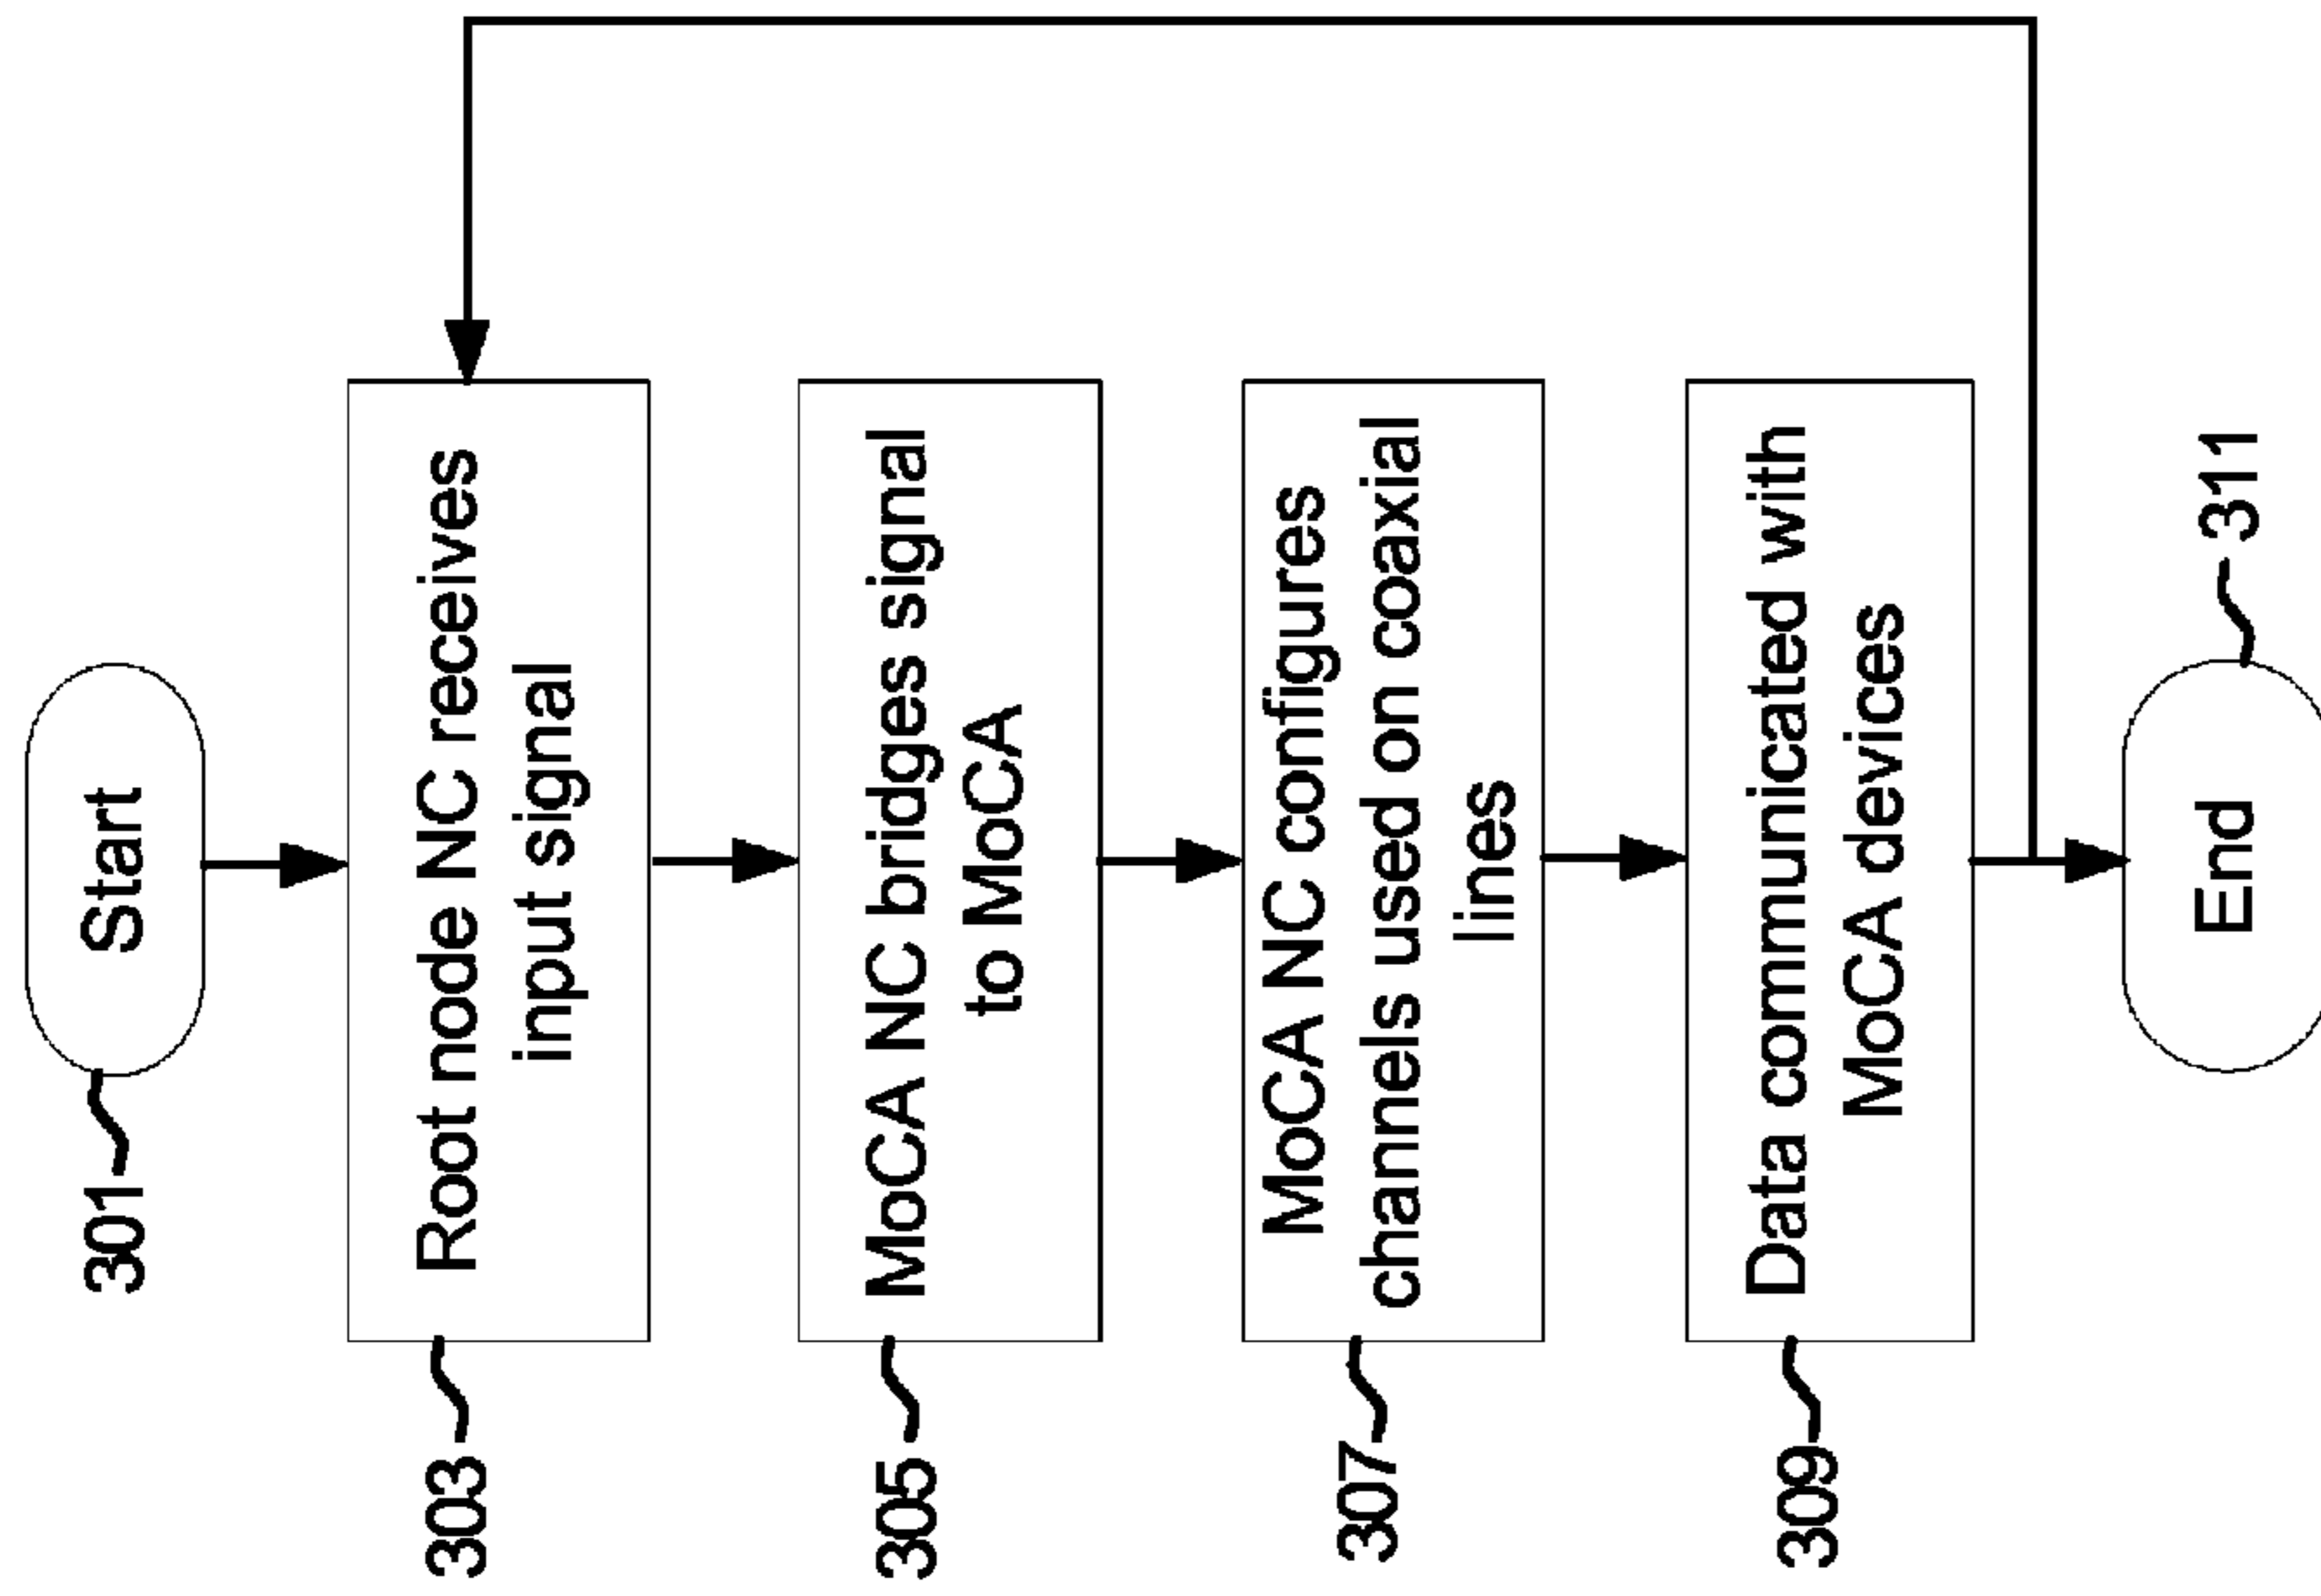 301
Start
303
Root node NC receives
input signal
305
MoCA NC bridges signal
to MoCA
307
MoCA NC configures
channels used on coaxial
lines
309
Data communicated with
MoCA devices
End
311